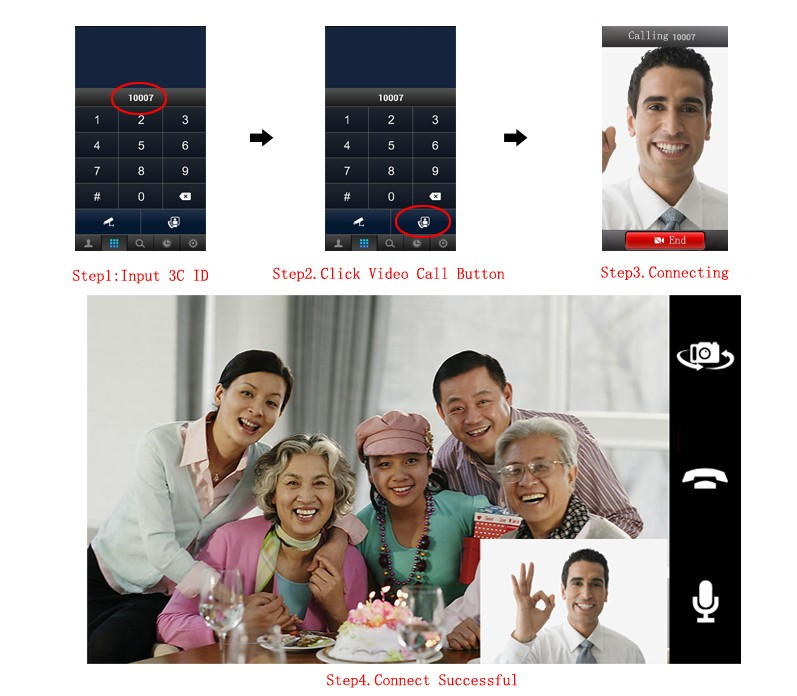 10007
1 2 3
4 5 6
7 8 9
# 0
10007
1 2 3
4 5 6
7 8 9
# 0
Calling 10007
End
Step1:Input 3C ID
Step2.Click Video Call Button
Step3.Connecting
Step4.Connect Successful